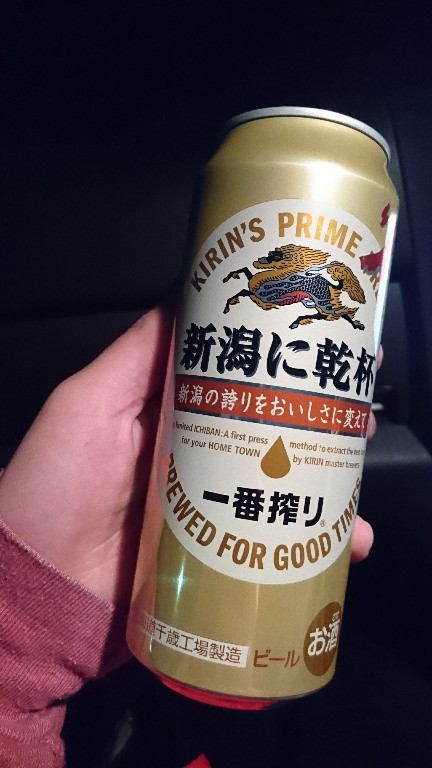 KIRIN'S PRIME
新潟に乾杯
新潟の誇りをおいしさに変えて
limited ICHIBAN: A first press method to extract the best
for your HOME TOWN by KIRIN master brewers
一番搾り®
BREWED FOR GOOD TIMES
道千歳工場製造
ビール
お酒